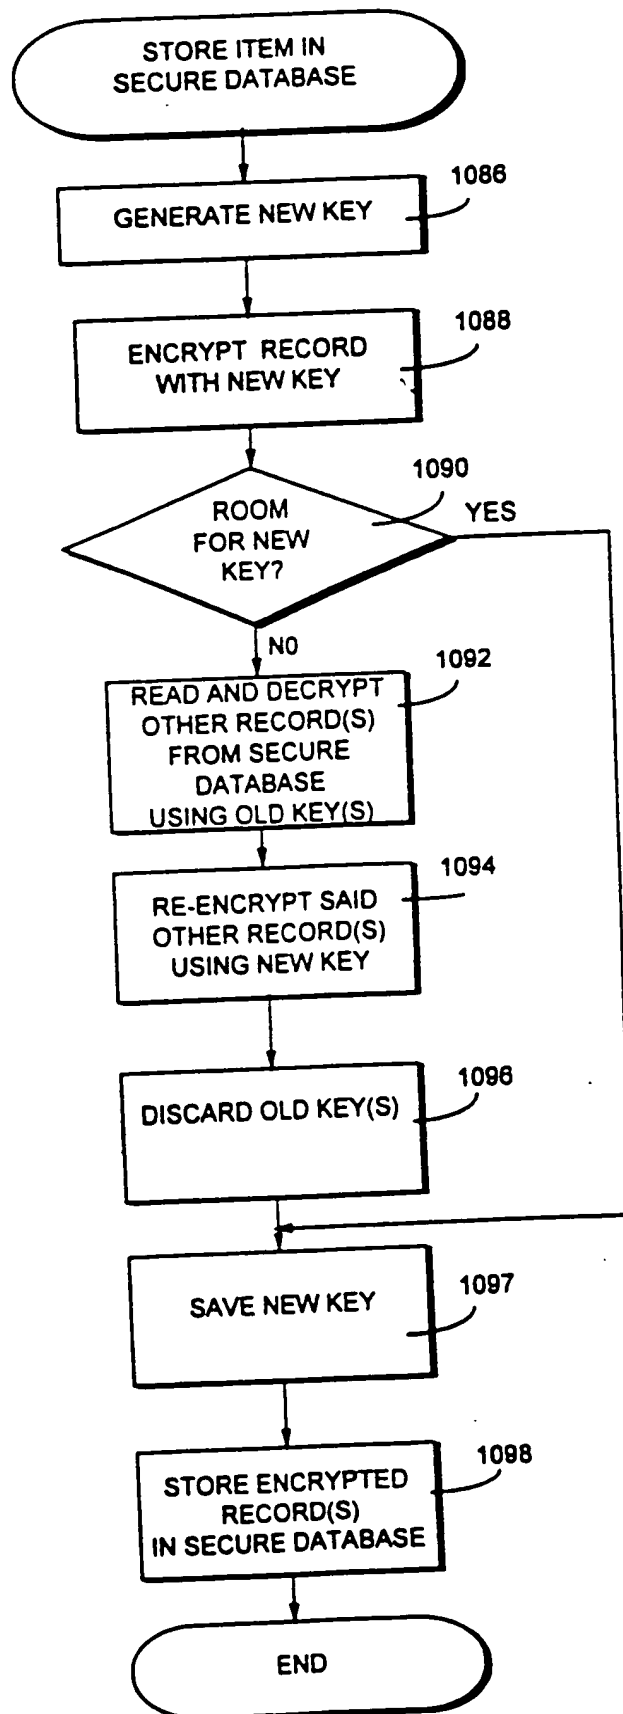 STORE ITEM IN
SECURE DATABASE
1086
GENERATE NEW KEY
1088
ENCRYPT RECORD
WITH NEW KEY
1090
ROOM
FOR NEW
KEY?
YES
NO
1092
READ AND DECRYPT
OTHER RECORD(S)
FROM SECURE
DATABASE
USING OLD KEY(S)
1094
RE-ENCRYPT SAID
OTHER RECORD(S)
USING NEW KEY
1096
DISCARD OLD KEY(S)
SAVE NEW KEY
1097
1098
STORE ENCRYPTED
RECORD(S)
IN SECURE DATABASE
END